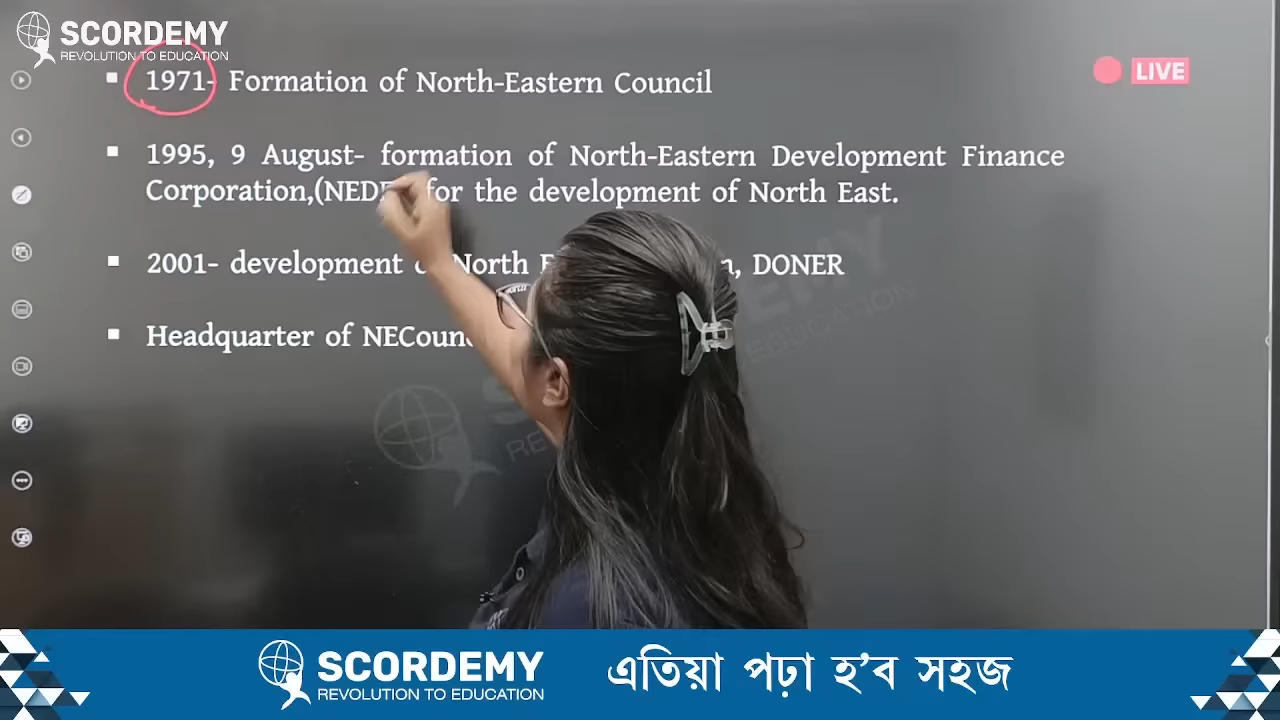 SCORDEMY
REVOLUTION TO EDUCATION
1971- Formation of North-Eastern Council
LIVE
1995, 9 August- formation of North-Eastern Development Finance
Corporation,(NEDF for the development of North East.
2001- development North DONER
Headquarter of NECoun
SCORDEMY
REVOLUTION TO EDUCATION
এতিয়া পঢ়া হ'ব সহজ